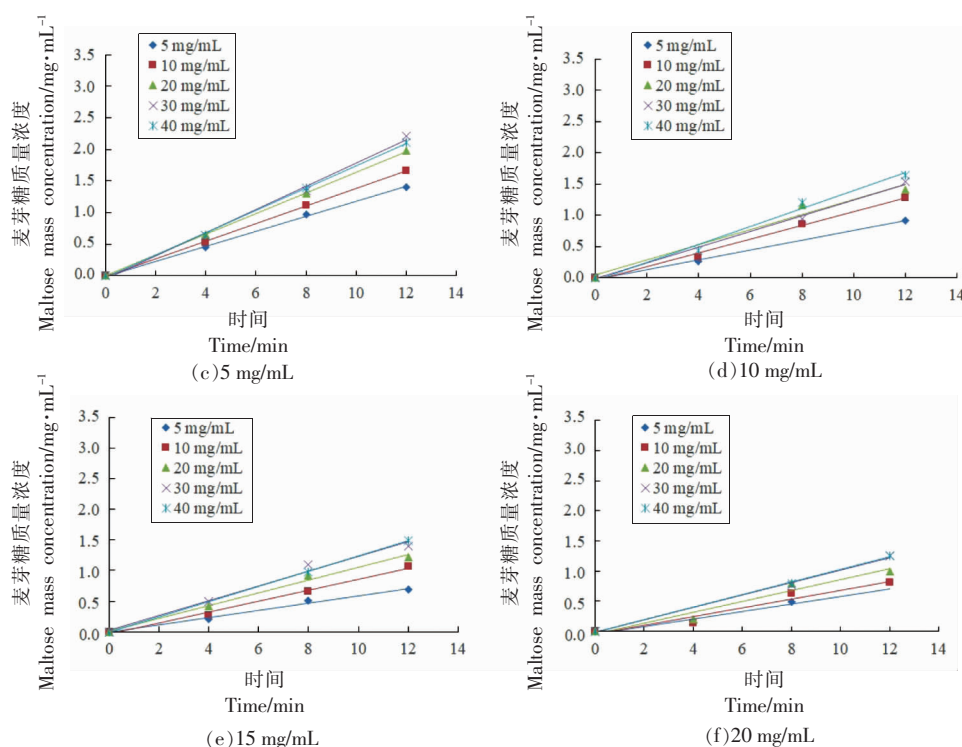 麦芽糖质量浓度
Maltose mass concentration/mg·mL⁻¹
3.5
3.0
2.5
2.0
1.5
1.0
0.5
0.0
5 mg/mL
10 mg/mL
20 mg/mL
30 mg/mL
40 mg/mL
0 2 4 6 8 10 12 14
时间
Time/min
(c)5 mg/mL
麦芽糖质量浓度
Maltose mass concentration/mg·mL⁻¹
3.5
3.0
2.5
2.0
1.5
1.0
0.5
0.0
5 mg/mL
10 mg/mL
20 mg/mL
30 mg/mL
40 mg/mL
0 2 4 6 8 10 12 14
时间
Time/min
(d)10 mg/mL
麦芽糖质量浓度
Maltose mass concentration/mg·mL⁻¹
3.5
3.0
2.5
2.0
1.5
1.0
0.5
0.0
5 mg/mL
10 mg/mL
20 mg/mL
30 mg/mL
40 mg/mL
0 2 4 6 8 10 12 14
时间
Time/min
(e)15 mg/mL
麦芽糖质量浓度
Maltose mass concentration/mg·mL⁻¹
3.5
3.0
2.5
2.0
1.5
1.0
0.5
0.0
5 mg/mL
10 mg/mL
20 mg/mL
30 mg/mL
40 mg/mL
0 2 4 6 8 10 12 14
时间
Time/min
(f)20 mg/mL